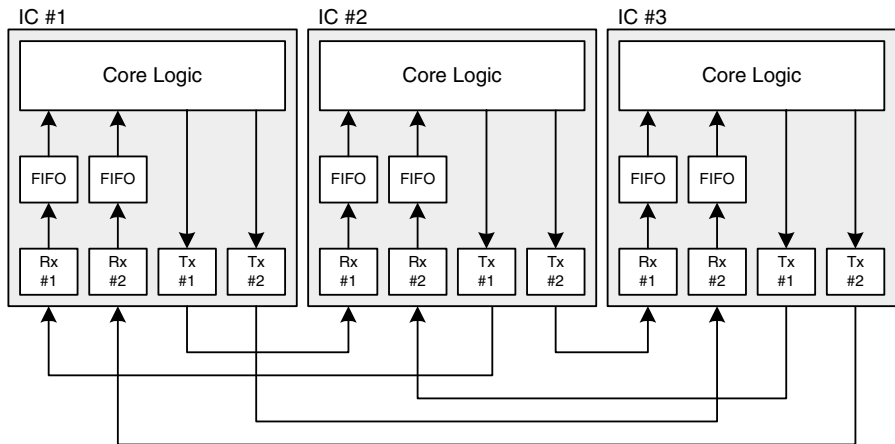 IC #1
IC #2
IC #3
Core Logic
Core Logic
Core Logic
FIFO
FIFO
FIFO
FIFO
FIFO
FIFO
Rx
#1
Rx
#2
Tx
#1
Tx
#2
Rx
#1
Rx
#2
Tx
#1
Tx
#2
Rx
#1
Rx
#2
Tx
#1
Tx
#2